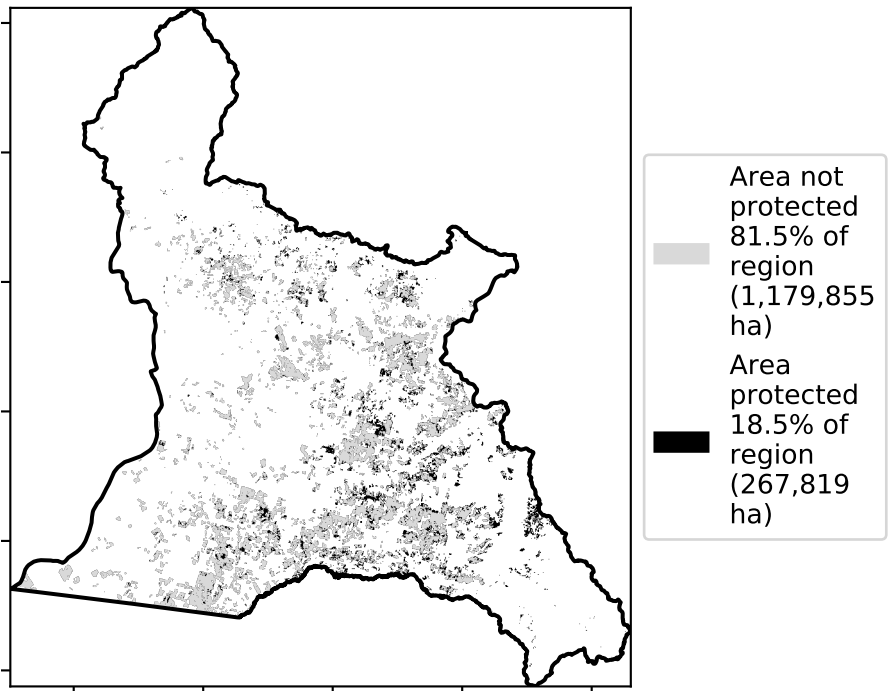 Area not
protected
81.5% of
region
(1,179,855
ha)
Area
protected
18.5% of
region
(267,819
ha)